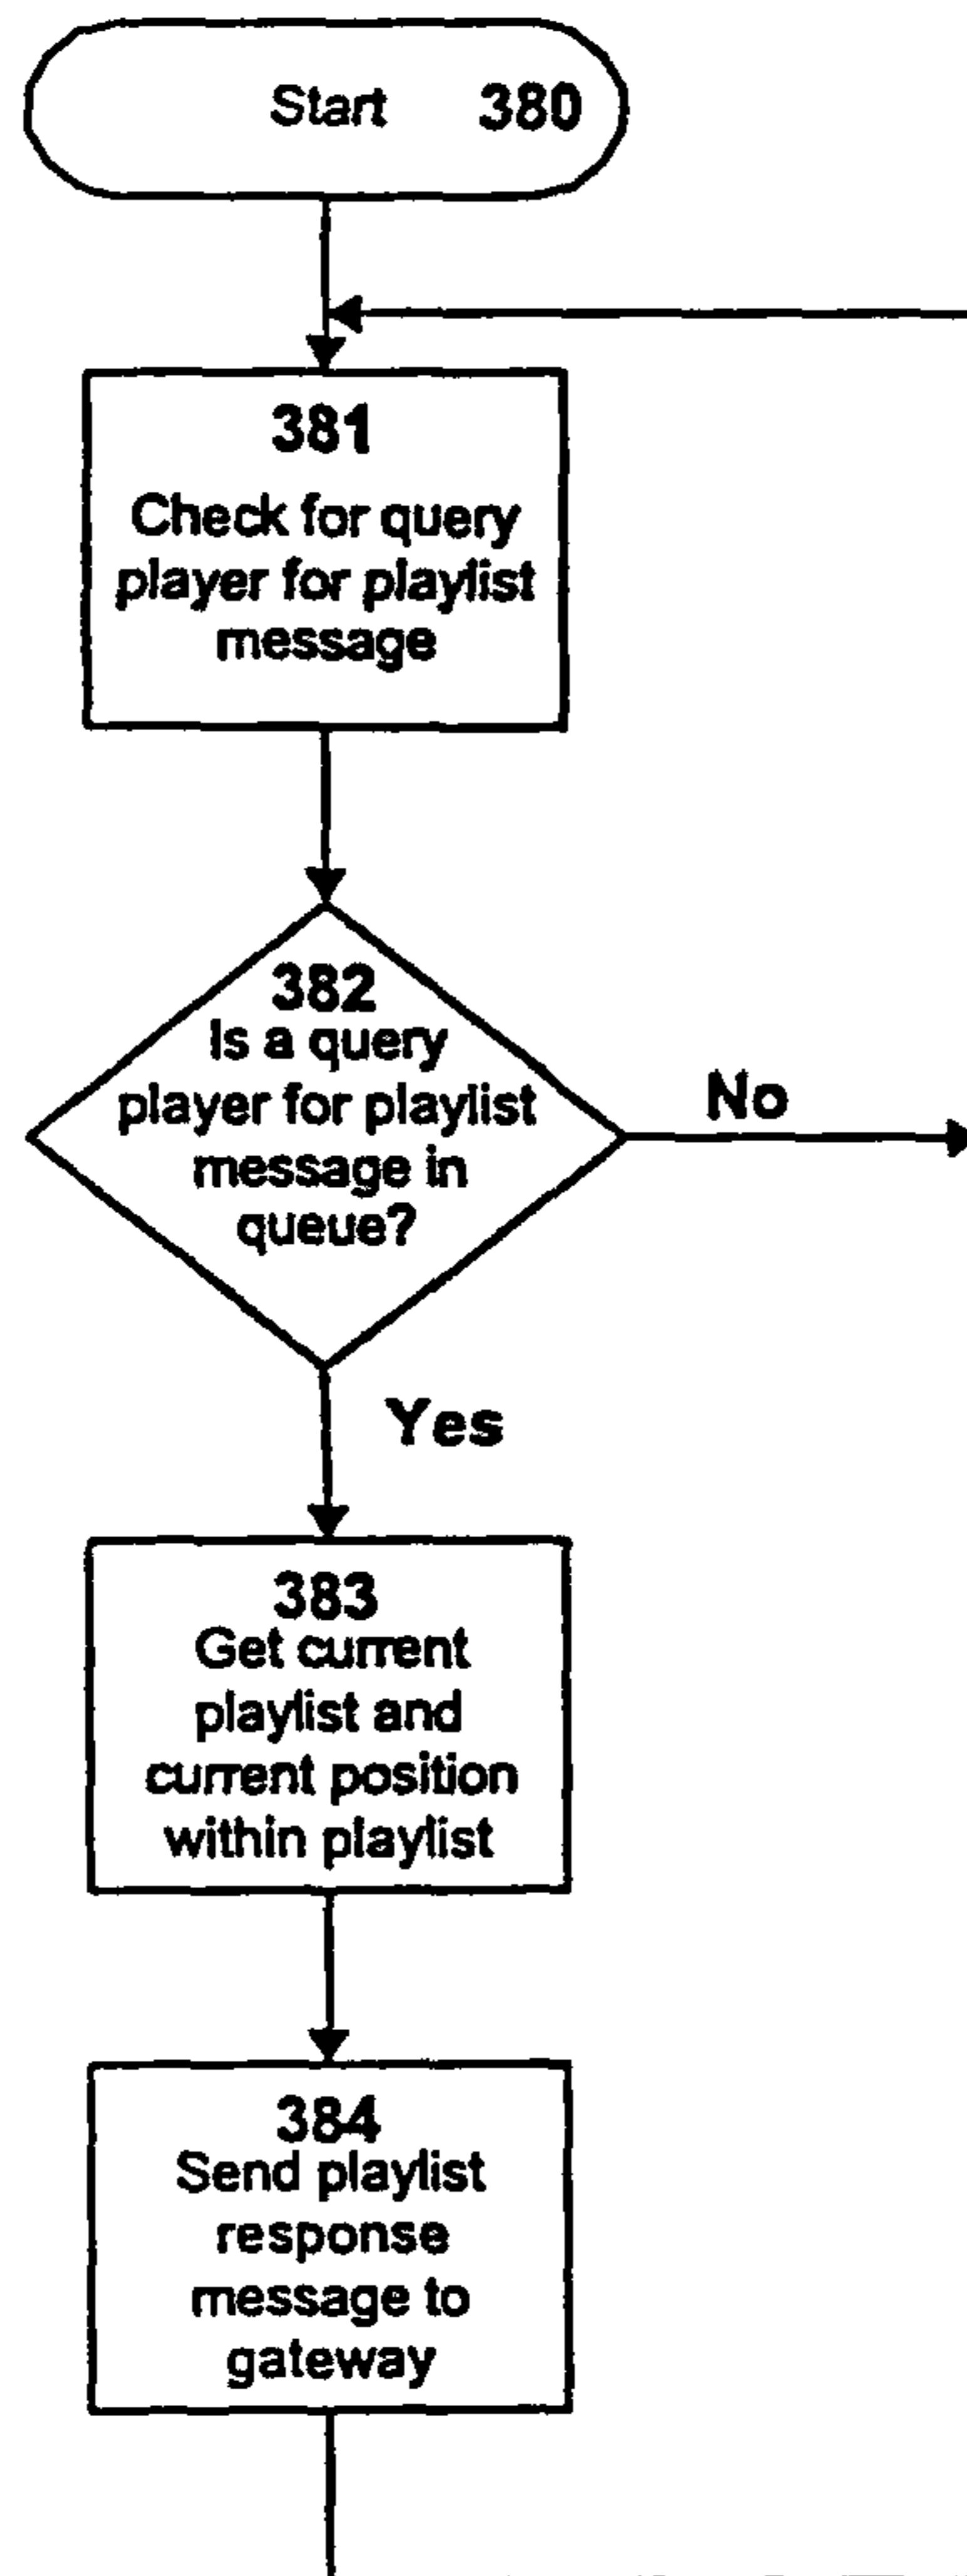 Start 380
381
Check for query
player for playlist
message
382
Is a query
player for playlist
message in
queue?
No
Yes
383
Get current
playlist and
current position
within playlist
384
Send playlist
response
message to
gateway